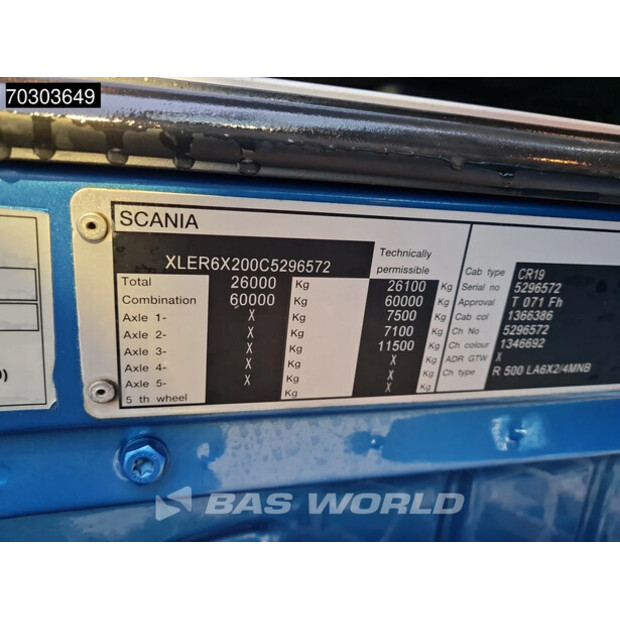 70303649
SCANIA
XLER6X200C5296572
Technically
permissible
Total 26000 Kg 26100 Kg
Combination 60000 Kg 60000 Kg
Axle 1- X Kg 7500 Kg
Axle 2- X Kg 7100 Kg
Axle 3- X Kg 11500 Kg
Axle 4- X Kg X Kg
Axle 5- X Kg X Kg
5 th wheel Kg X Kg
Cab type CR19
Serial no 5296572
Approval T 071 Fh
Cab col 1366386
Ch No 5296572
Ch colour 1346692
ADR GTW X
Ch type R 500 LA6X2/4MNB
BAS WORLD